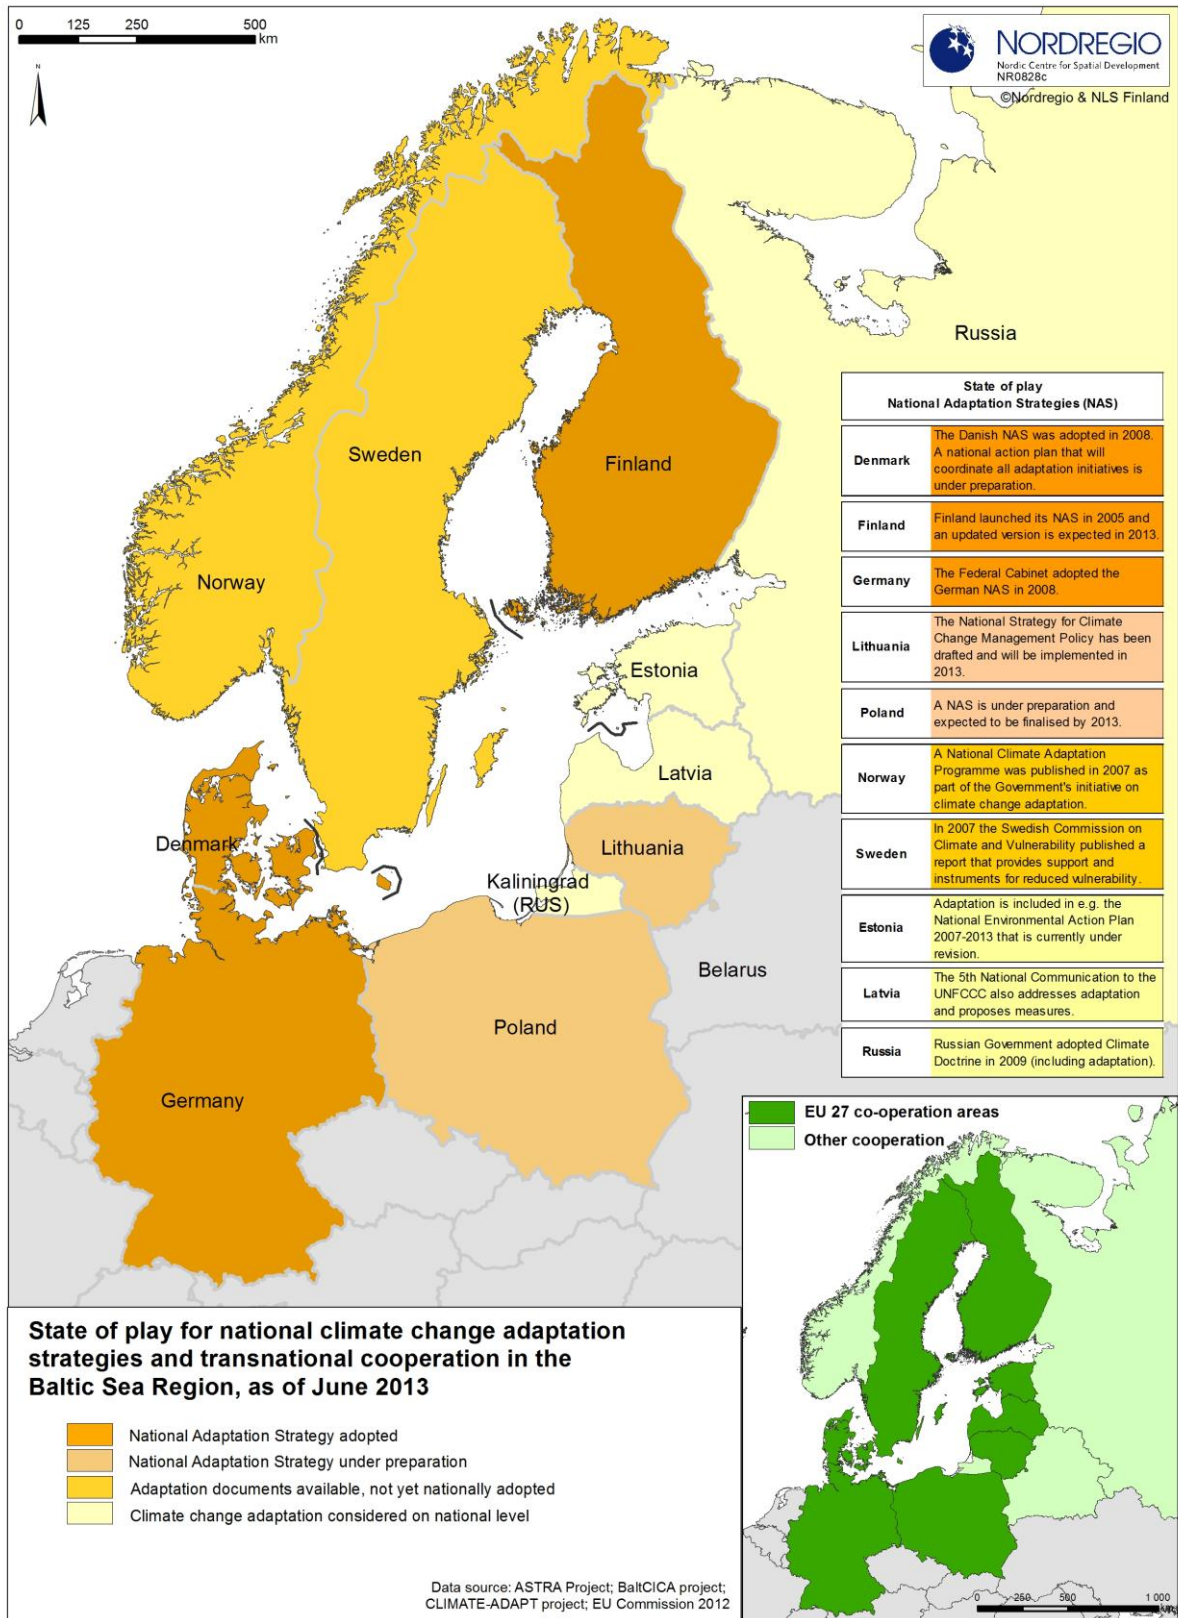 0 125 250 500
km
N
NORDREGIO
Nordic Centre for Spatial Development
NR0828c
©Nordregio & NLS Finland
Russia
Sweden
Finland
Norway
Estonia
Latvia
Denmark
Lithuania
Kaliningrad
(RUS)
Belarus
Poland
Germany
State of play
National Adaptation Strategies (NAS)
Denmark
The Danish NAS was adopted in 2008.
A national action plan that will
coordinate all adaptation initiatives is
under preparation.
Finland
Finland launched its NAS in 2005 and
an updated version is expected in 2013.
Germany
The Federal Cabinet adopted the
German NAS in 2008.
Lithuania
The National Strategy for Climate
Change Management Policy has been
drafted and will be implemented in
2013.
Poland
A NAS is under preparation and
expected to be finalised by 2013.
Norway
A National Climate Adaptation
Programme was published in 2007 as
part of the Government's initiative on
climate change adaptation.
Sweden
In 2007 the Swedish Commission on
Climate and Vulnerability published a
report that provides support and
instruments for reduced vulnerability.
Estonia
Adaptation is included in e.g. the
National Environmental Action Plan
2007-2013 that is currently under
revision.
Latvia
The 5th National Communication to the
UNFCCC also addresses adaptation
and proposes measures.
Russia
Russian Government adopted Climate
Doctrine in 2009 (including adaptation).
EU 27 co-operation areas
Other cooperation
0 250 500 1 000
State of play for national climate change adaptation
strategies and transnational cooperation in the
Baltic Sea Region, as of June 2013
National Adaptation Strategy adopted
National Adaptation Strategy under preparation
Adaptation documents available, not yet nationally adopted
Climate change adaptation considered on national level
Data source: ASTRA Project; BaltCICA project;
CLIMATE-ADAPT project; EU Commission 2012